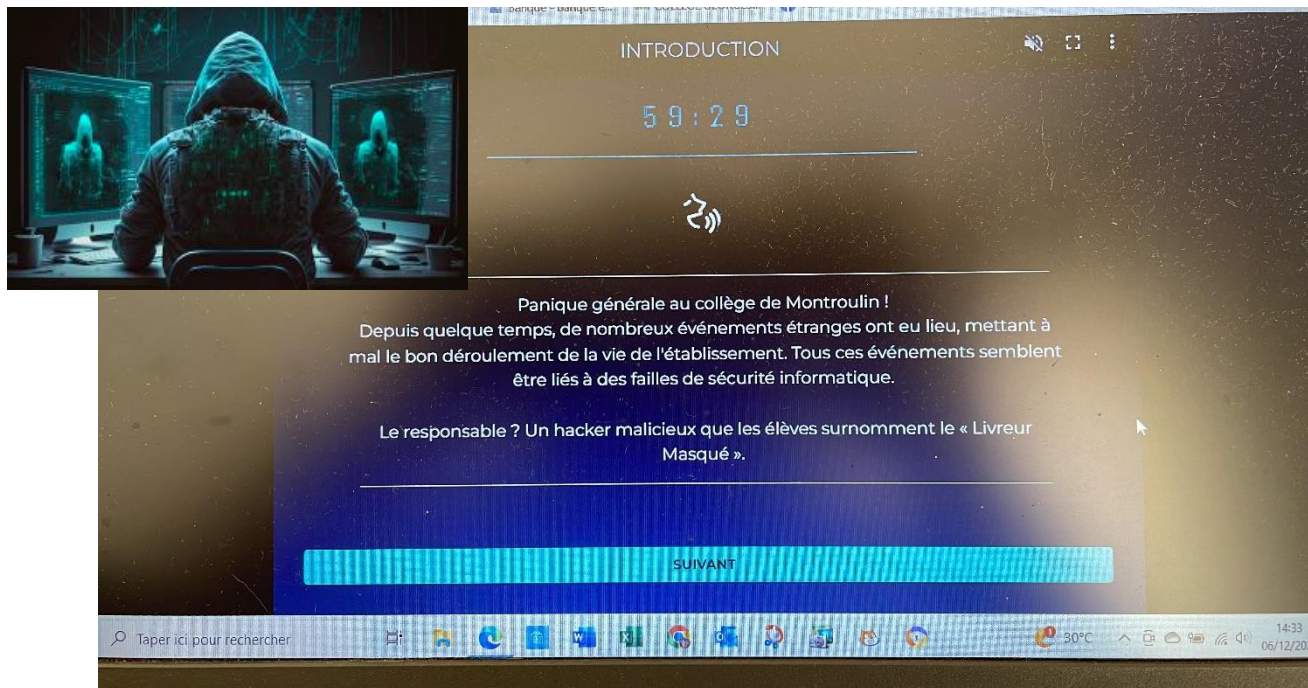 INTRODUCTION
59:29
Panique générale au collège de Montroulin !
Depuis quelque temps, de nombreux événements étranges ont eu lieu, mettant à
mal le bon déroulement de la vie de l'établissement. Tous ces événements semblent
être liés à des failles de sécurité informatique.
Le responsable ? Un hacker malicieux que les élèves surnomment le « Livreur
Masqué ».
SUIVANT
Taper ici pour rechercher
30°C
14:33
06/12/20